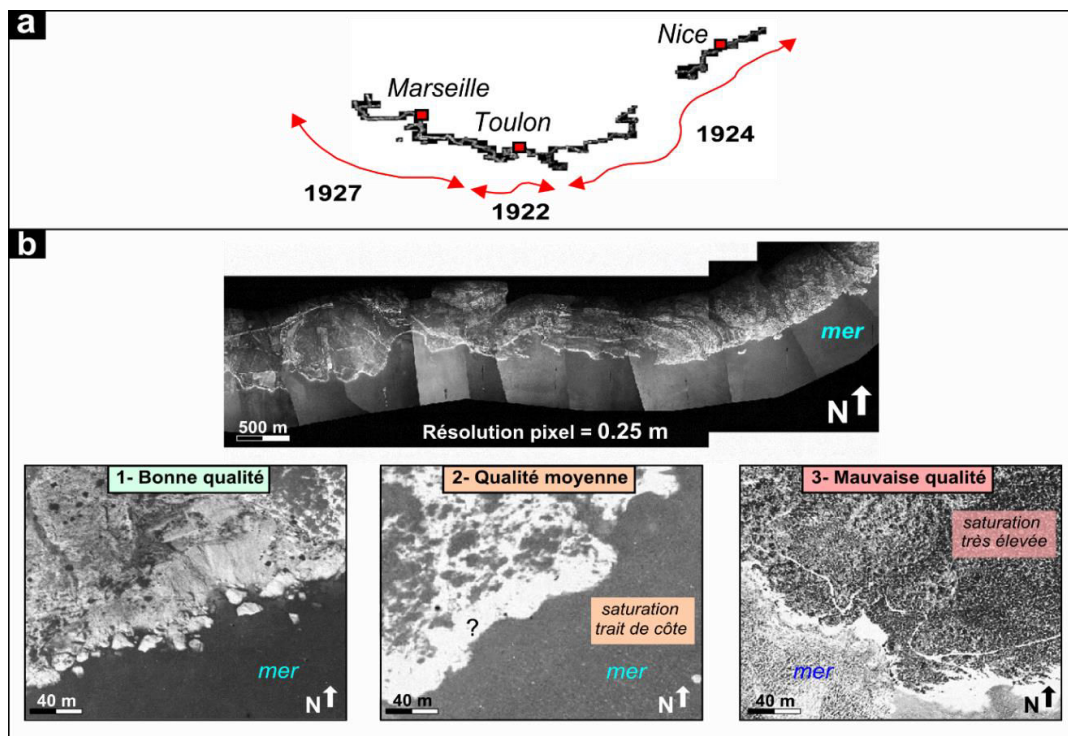 a
Nice
Marseille
Toulon
1924
1927
1922
b
mer
500 m
Résolution pixel = 0.25 m
N
1- Bonne qualité
mer
40 m
N
2- Qualité moyenne
?
saturation
trait de côte
mer
40 m
N
3- Mauvaise qualité
saturation
très élevée
mer
40 m
N